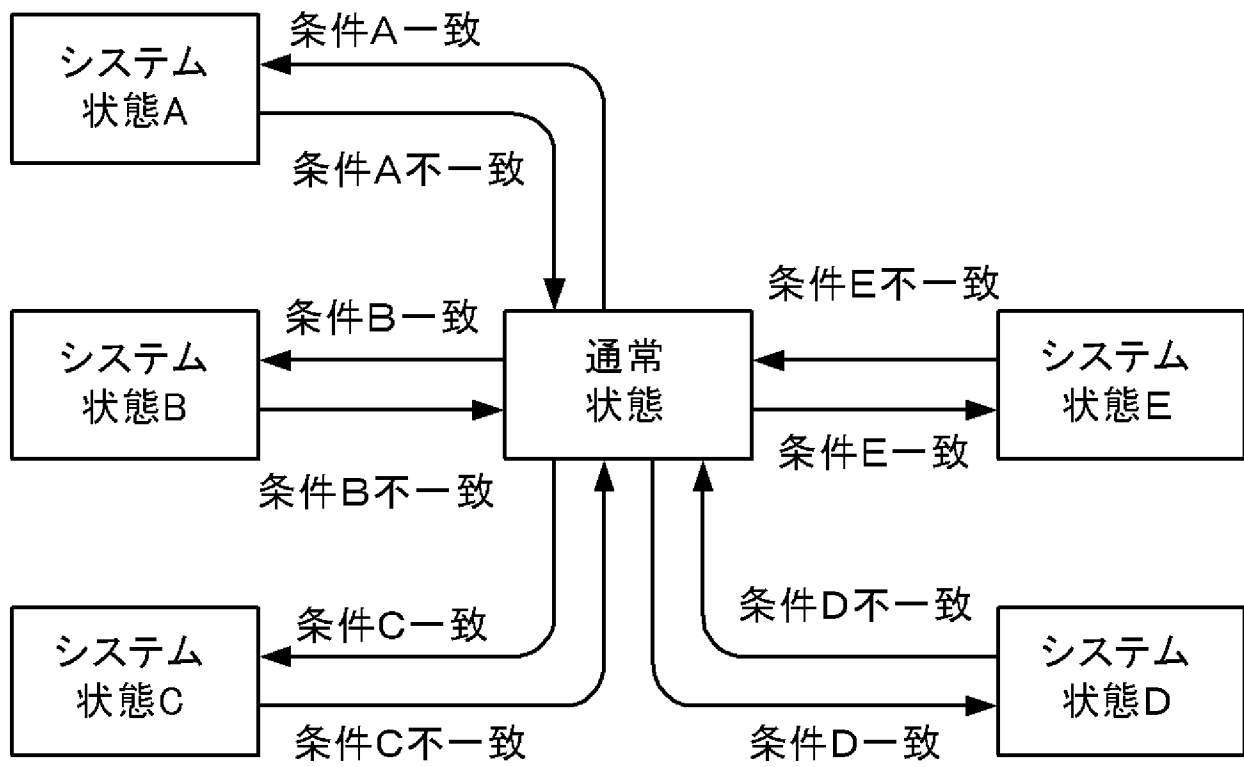 条件A一致
システム
状態A
条件A不一致
条件B一致
システム
状態B
条件B不一致
通常
状態
条件E不一致
システム
状態E
条件E一致
条件C一致
システム
状態C
条件C不一致
条件D不一致
システム
状態D
条件D一致